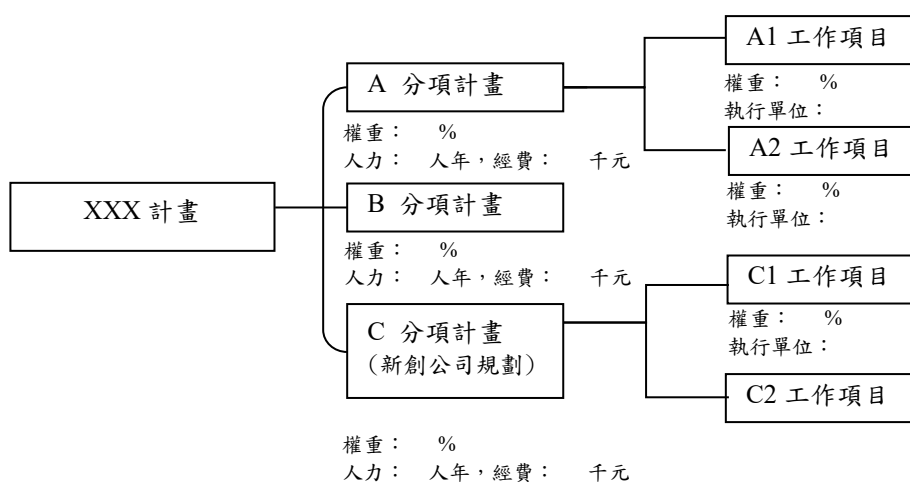 XXX 計畫
A 分項計畫
權重： %
人力： 人年，經費： 千元
B 分項計畫
權重： %
人力： 人年，經費： 千元
C 分項計畫
（新創公司規劃）
權重： %
人力： 人年，經費： 千元
A1 工作項目
權重： %
執行單位：
A2 工作項目
權重： %
執行單位：
C1 工作項目
權重： %
執行單位：
C2 工作項目